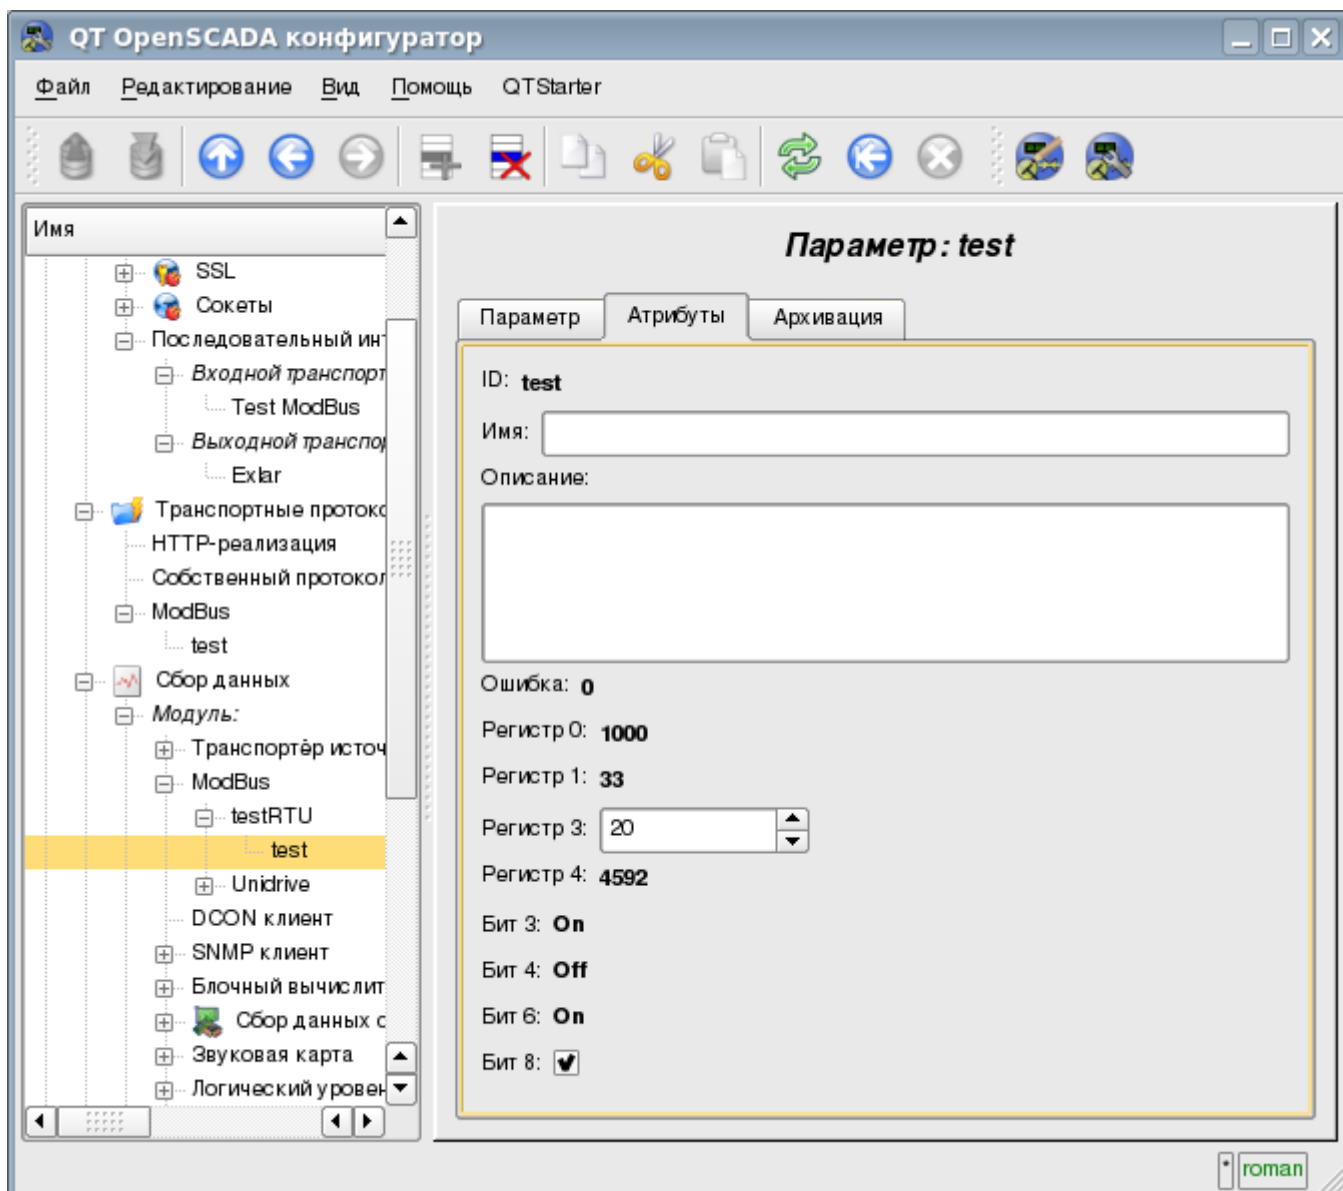 QT OpenSCADA конфигуратор
Файл Редактирование Вид Помощь QTStarter
Имя
SSL
Сокеты
Последовательный инт
Входной транспорт
Test ModBus
Выходной транспор
Exlar
Транспортные протоко
HTTP-реализация
Собственный протокол
ModBus
test
Сбор данных
Модуль:
Транспортёр источ
ModBus
testRTU
test
Unidrive
DCON клиент
SNMP клиент
Блочный вычислит
Сбор данных с
Звуковая карта
Логический уровен
Параметр: test
Параметр Атрибуты Архивация
ID: test
Имя:
Описание:
Ошибка: 0
Регистр 0: 1000
Регистр 1: 33
Регистр 3: 20
Регистр 4: 4592
Бит 3: On
Бит 4: Off
Бит 6: On
Бит 8:
* roman